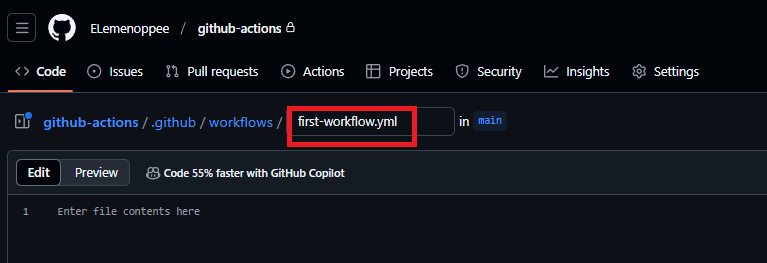 ELemenoppee / github-actions
Code Issues Pull requests Actions Projects Security Insights Settings
github-actions / .github / workflows / first-workflow.yml in main
Edit Preview Code 55% faster with GitHub Copilot
1 Enter file contents here